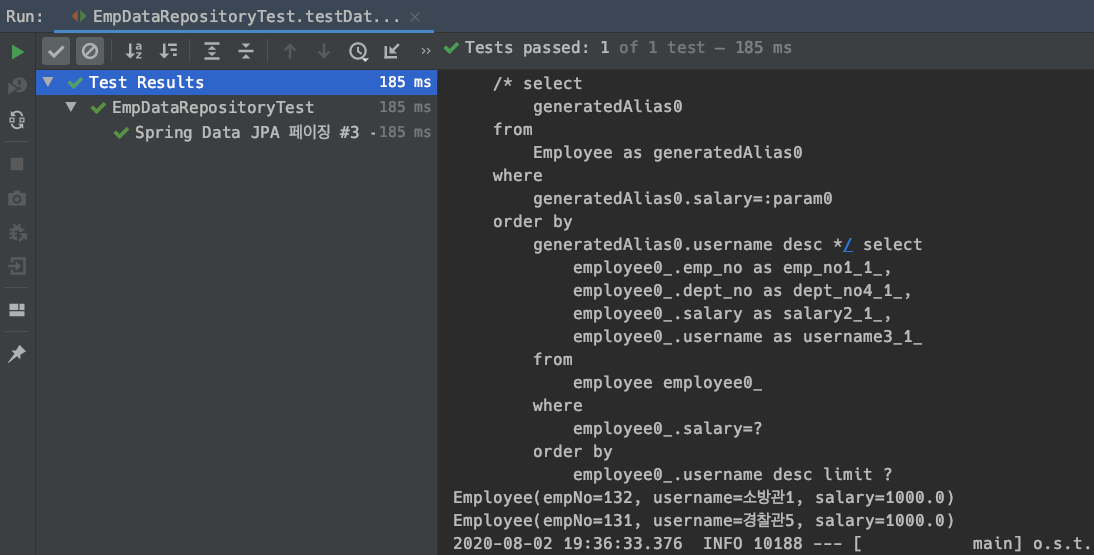 Run: EmpDataRepositoryTest.testDat... ×
Tests passed: 1 of 1 test – 185 ms
Test Results 185 ms
EmpDataRepositoryTest 185 ms
Spring Data JPA 페이징 #3 - 185 ms
/* select
generatedAlias0
from
Employee as generatedAlias0
where
generatedAlias0.salary=:param0
order by
generatedAlias0.username desc */ select
employee0_.emp_no as emp_no1_1_,
employee0_.dept_no as dept_no4_1_,
employee0_.salary as salary2_1_,
employee0_.username as username3_1_
from
employee employee0_
where
employee0_.salary=?
order by
employee0_.username desc limit ?
Employee(empNo=132, username=소방관1, salary=1000.0)
Employee(empNo=131, username=경찰관5, salary=1000.0)
2020-08-02 19:36:33.376  INFO 10188 --- [           main] o.s.t.